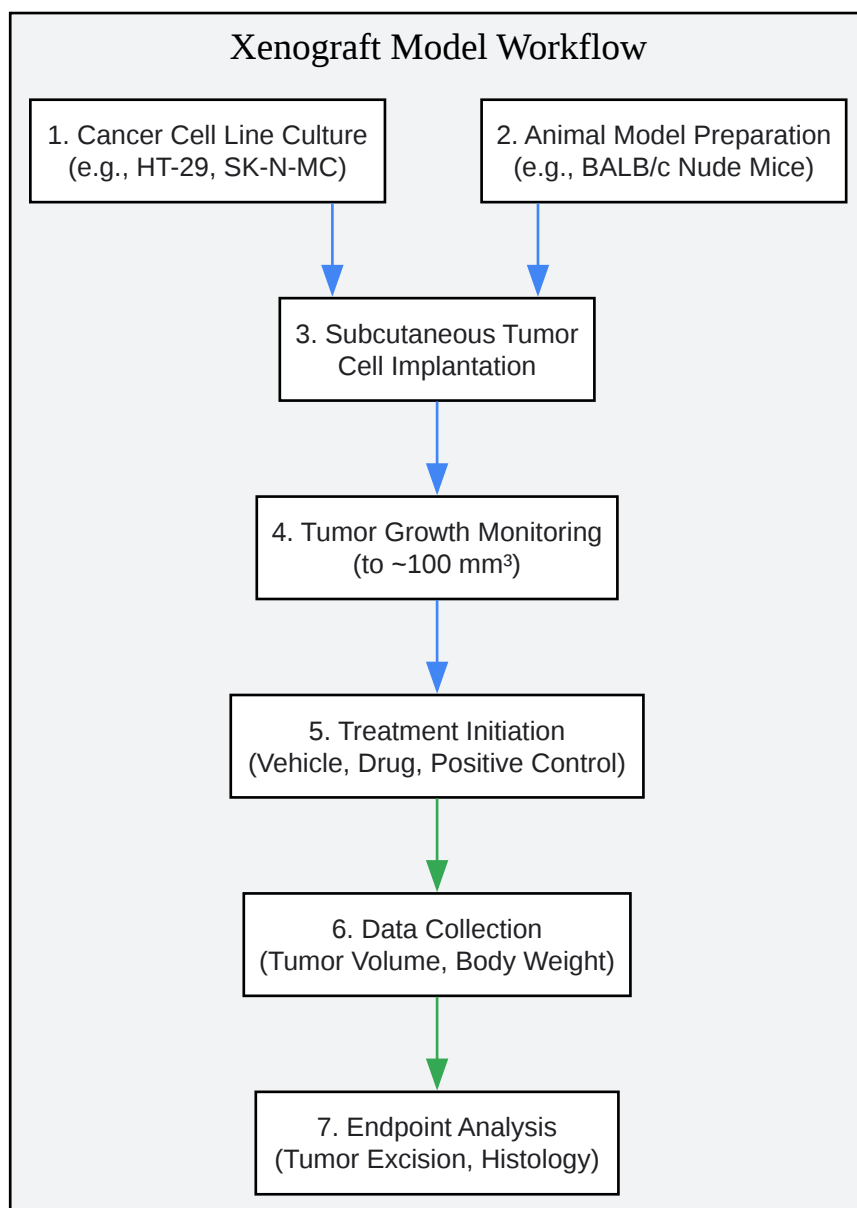 Xenograft Model Workflow
1. Cancer Cell Line Culture
(e.g., HT-29, SK-N-MC)
2. Animal Model Preparation
(e.g., BALB/c Nude Mice)
3. Subcutaneous Tumor
Cell Implantation
4. Tumor Growth Monitoring
(to ~100 mm³)
5. Treatment Initiation
(Vehicle, Drug, Positive Control)
6. Data Collection
(Tumor Volume, Body Weight)
7. Endpoint Analysis
(Tumor Excision, Histology)